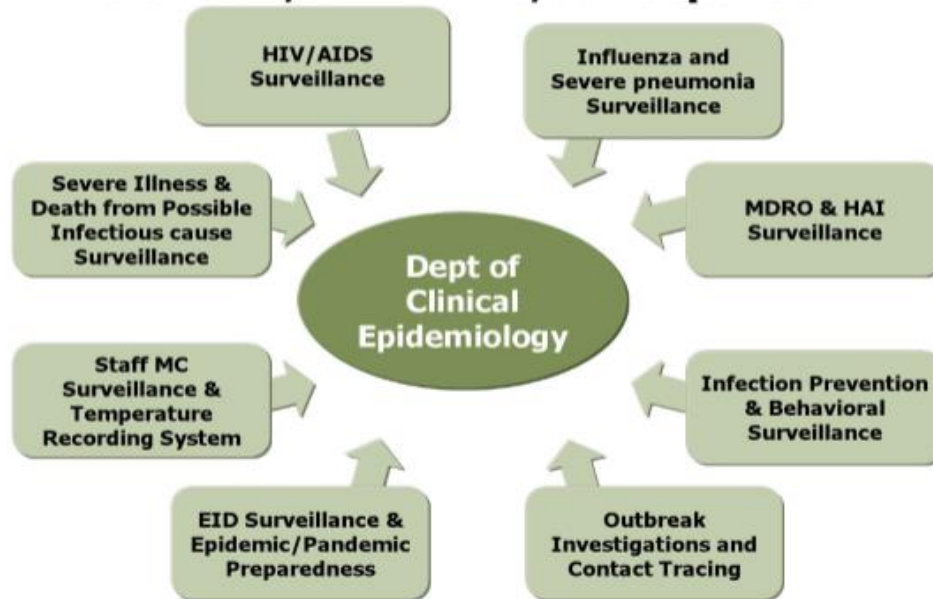 HIV/AIDS
Surveillance
Influenza and
Severe pneumonia
Surveillance
Severe Illness &
Death from Possible
Infectious cause
Surveillance
MDRO & HAI
Surveillance
Dept of
Clinical
Epidemiology
Staff MC
Surveillance &
Temperature
Recording System
Infection Prevention
& Behavioral
Surveillance
EID Surveillance &
Epidemic/Pandemic
Preparedness
Outbreak
Investigations and
Contact Tracing